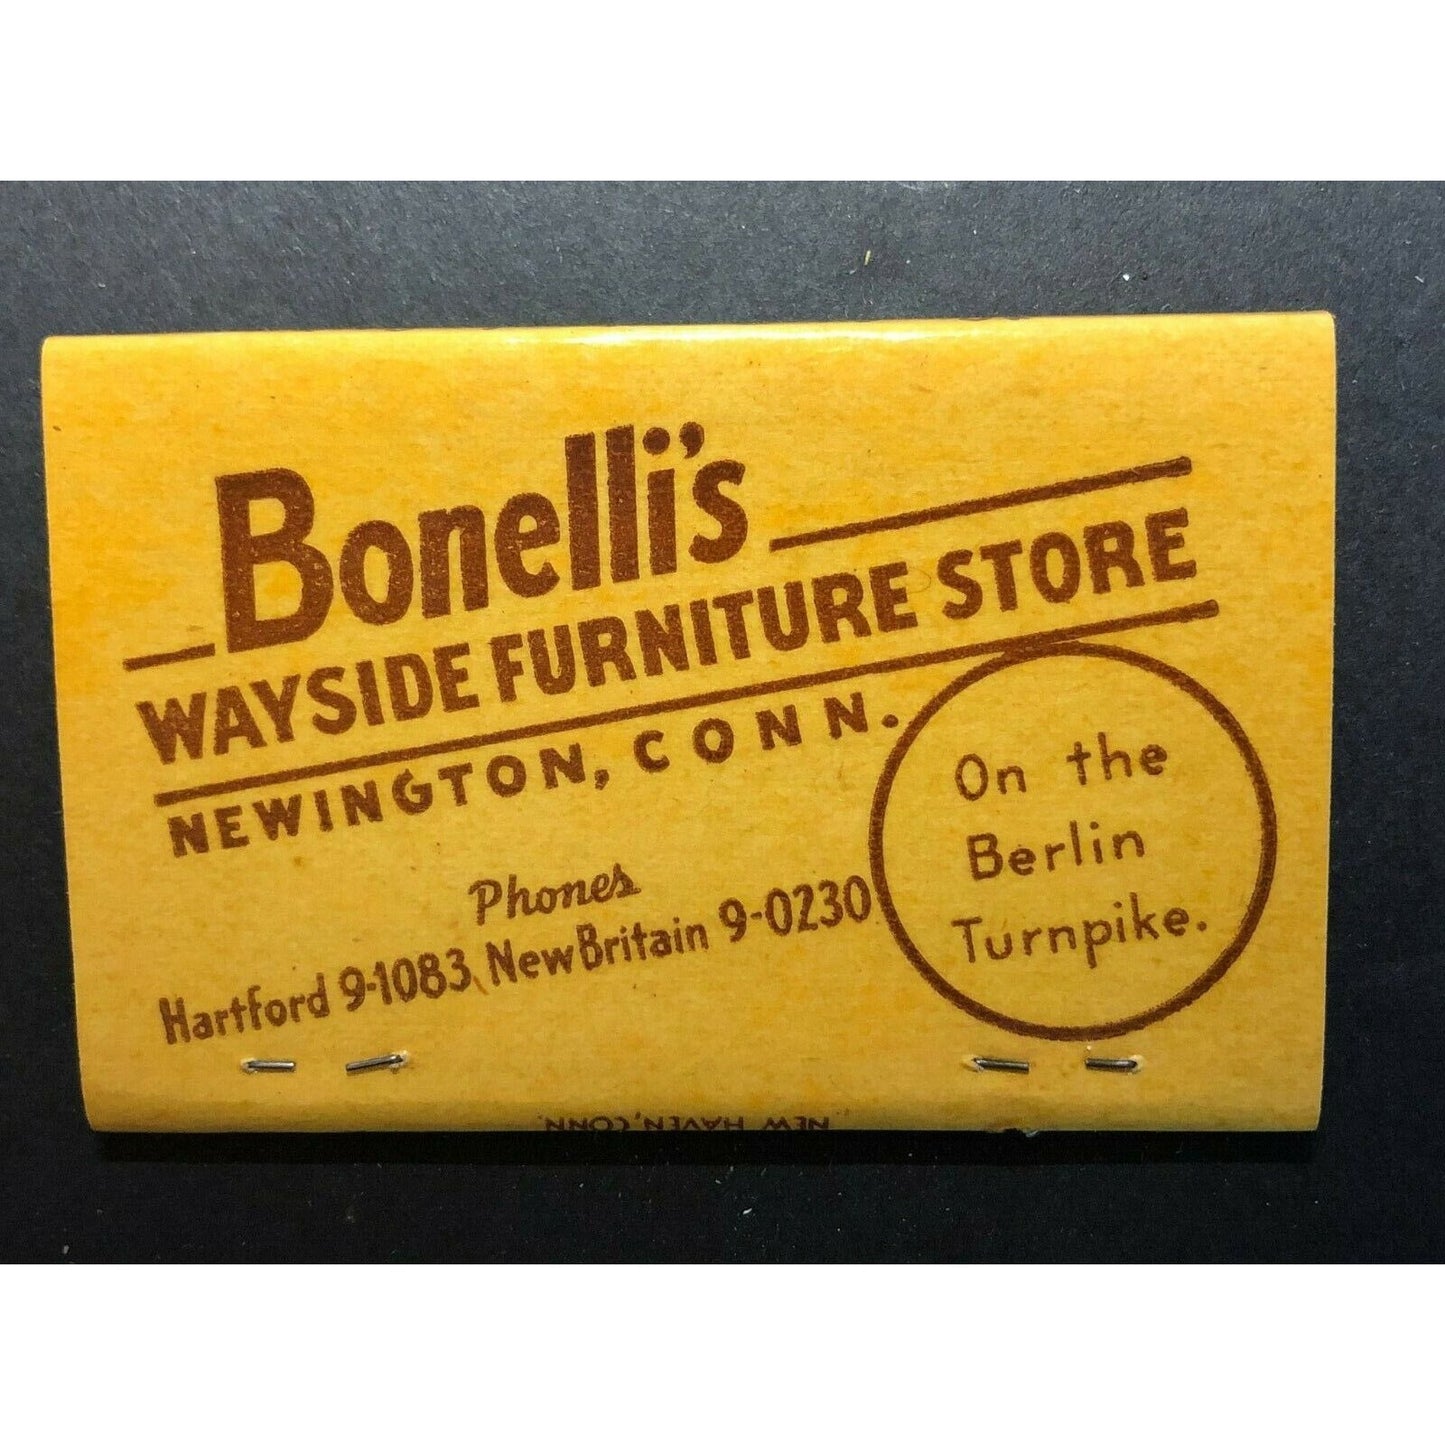 Bonelli's
WAYSIDE FURNITURE STORE
NEWINGTON, CONN.
On the
Berlin
Turnpike.
Phones
Hartford 9-1083, New Britain 9-0230
NEW HAVEN, CONN.